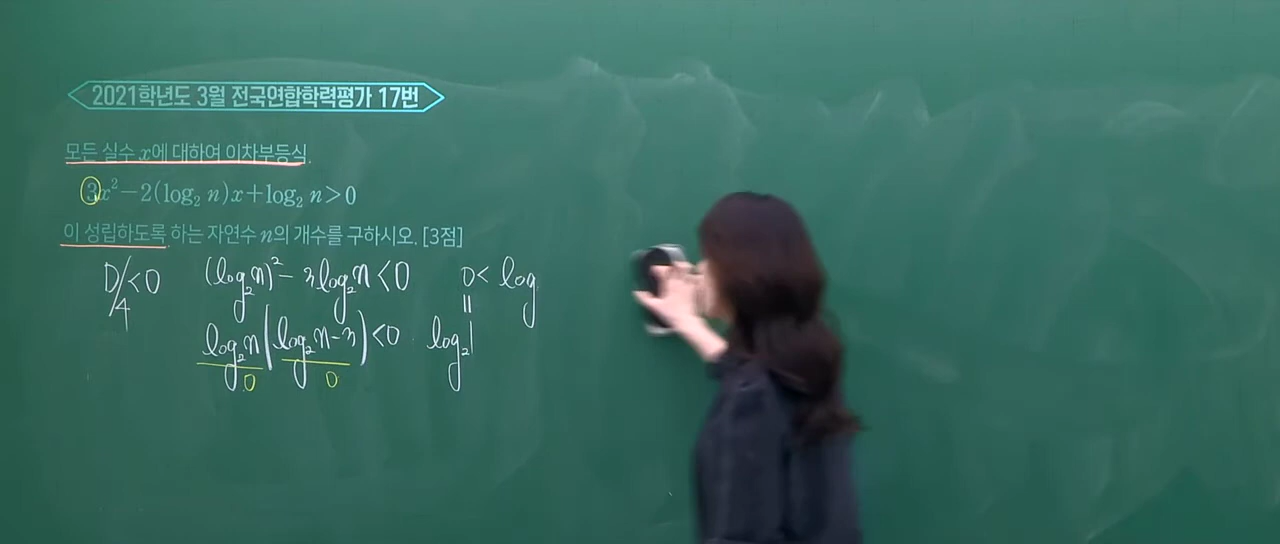 2021학년도 3월 전국연합학력평가 17번
모든 실수 x에 대하여 이차부등식
3x²−2(log₂ n)x+log₂ n>0
이 성립하도록 하는 자연수 n의 개수를 구하시오. [3점]
D/4<0 (log₂n)²−3log₂n<0 0< log
log₂n(log₂n−3)<0 log₂1
0 0